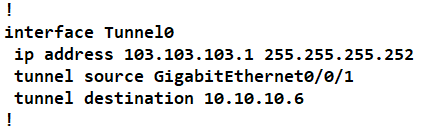 !
interface Tunnel0
ip address 103.103.103.1 255.255.255.252
tunnel source GigabitEthernet0/0/1
tunnel destination 10.10.10.6
!